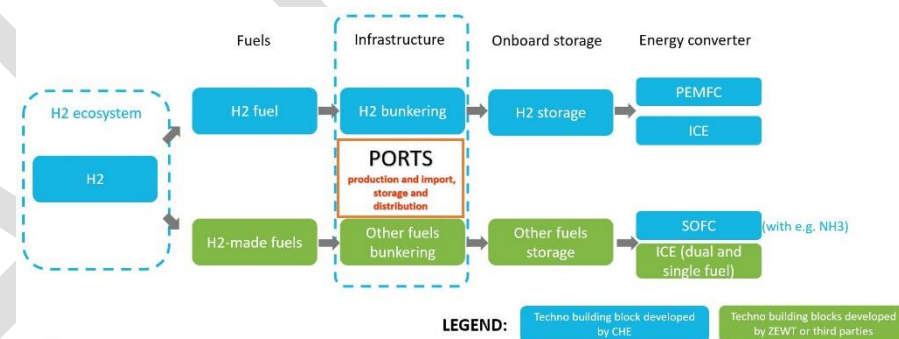 Fuels
Infrastructure
Onboard storage
Energy converter
H2 ecosystem
H2
H2 fuel
H2 bunkering
H2 storage
PEMFC
ICE
PORTS
production and import,
storage and
distribution
H2-made fuels
Other fuels
bunkering
Other fuels
storage
SOFC
(with e.g. NH3)
ICE (dual and
single fuel)
LEGEND:
Techno building block developed
by CHE
Techno building blocks developed
by ZEWT or third parties